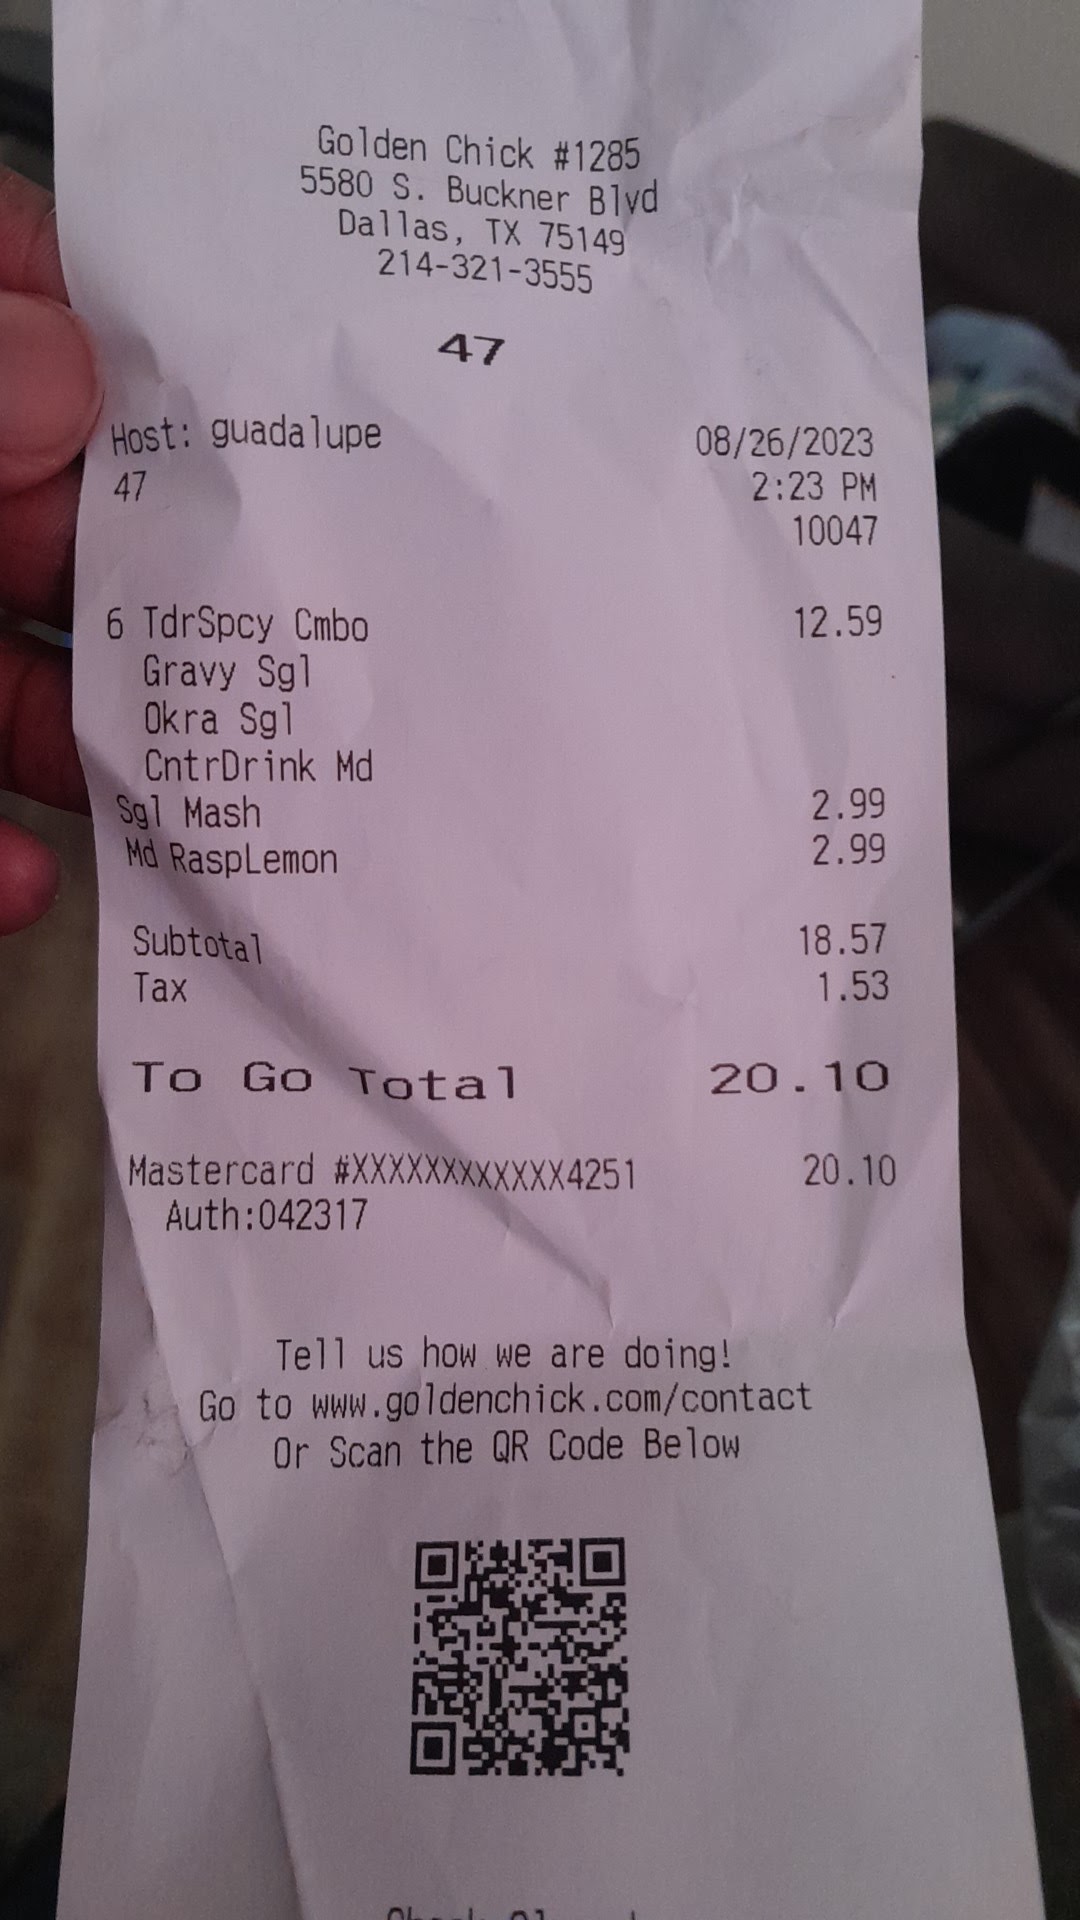 Golden Chick #1285
5580 S. Buckner Blvd
Dallas, TX 75149
214-321-3555
47
Host: guadalupe 08/26/2023
47 2:23 PM
10047
6 TdrSpcy Cmbo 12.59
Gravy Sgl
Okra Sgl
CntrDrink Md
Sgl Mash 2.99
Md RaspLemon 2.99
Subtotal 18.57
Tax 1.53
To Go Total 20.10
Mastercard #XXXXXXXXXXXX4251 20.10
Auth:042317
Tell us how we are doing!
Go to www.goldenchick.com/contact
Or Scan the QR Code Below